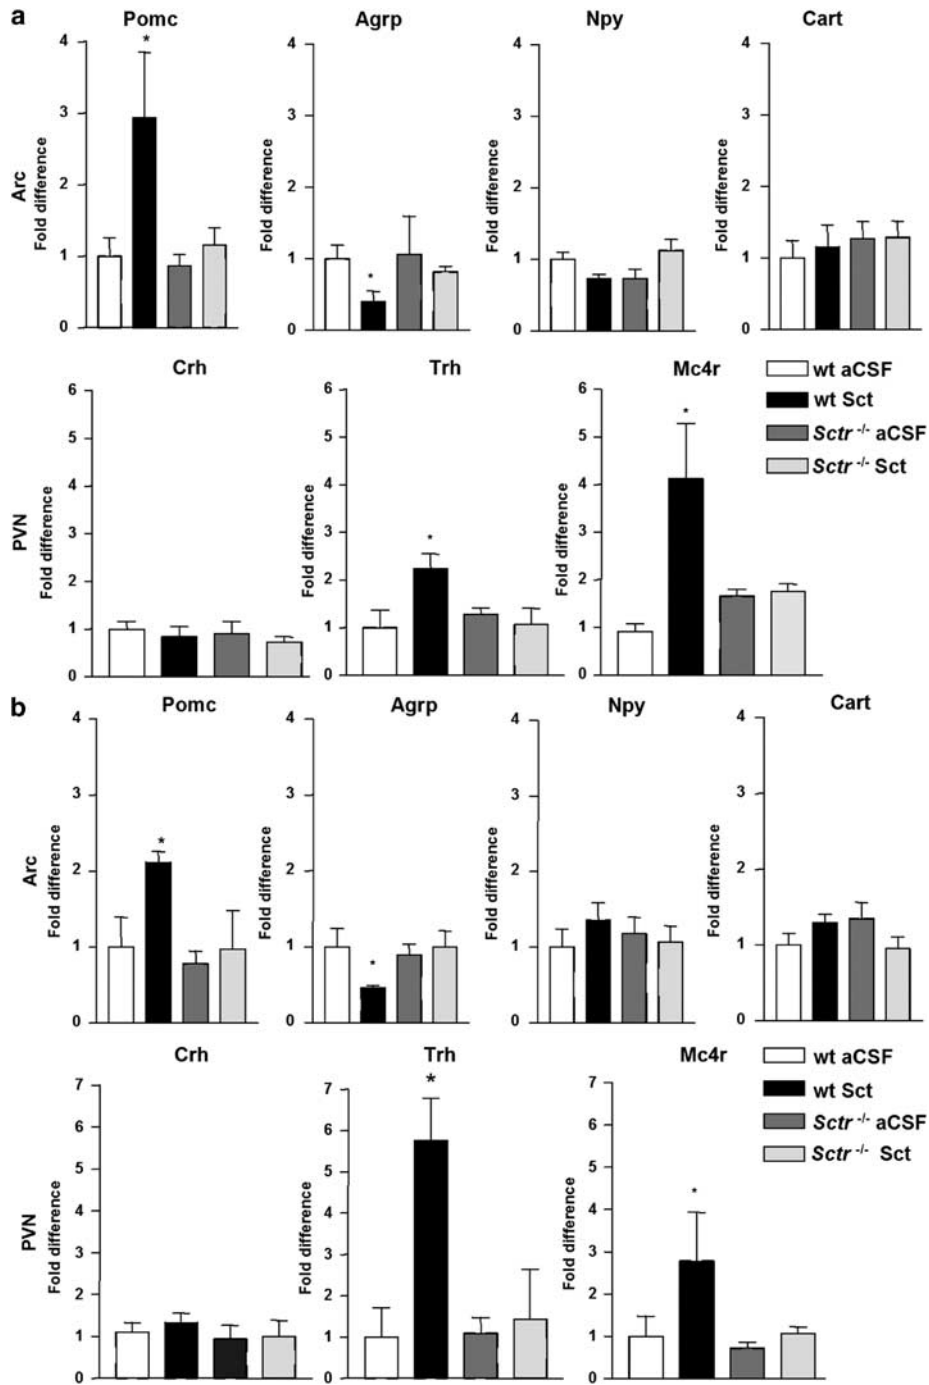 a
Pomc
Agrp
Npy
Cart
4
3
2
1
0
Fold difference
Arc
4
3
2
1
0
Fold difference
4
3
2
1
0
Fold difference
4
3
2
1
0
Fold difference
*
*
Crh
Trh
Mc4r
6
5
4
3
2
1
0
Fold difference
PVN
6
5
4
3
2
1
0
Fold difference
6
5
4
3
2
1
0
Fold difference
*
*
wt aCSF
wt Sct
Sctr -/- aCSF
Sctr -/- Sct
b
Pomc
Agrp
Npy
Cart
4
3
2
1
0
Fold difference
Arc
4
3
2
1
0
Fold difference
4
3
2
1
0
Fold difference
4
3
2
1
0
Fold difference
*
*
Crh
Trh
Mc4r
7
6
5
4
3
2
1
0
Fold difference
PVN
7
6
5
4
3
2
1
0
Fold difference
7
6
5
4
3
2
1
0
Fold difference
*
*
wt aCSF
wt Sct
Sctr -/- aCSF
Sctr -/- Sct